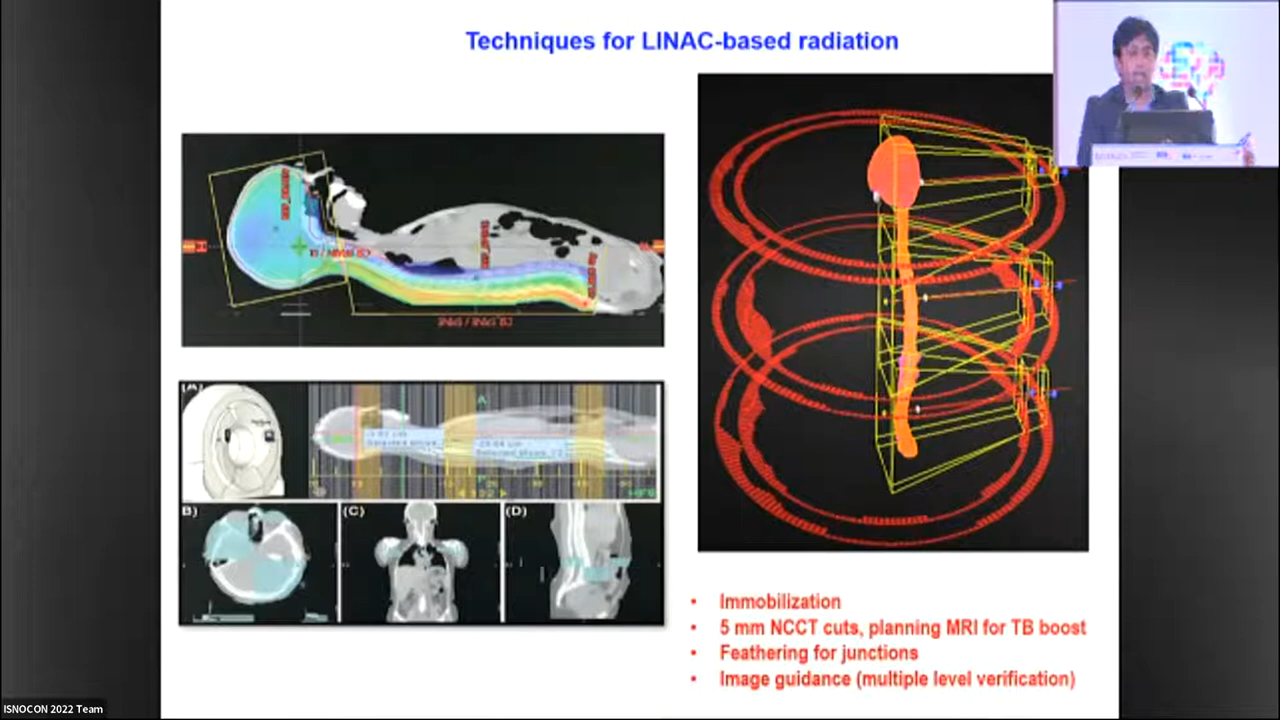 Techniques for LINAC-based radiation
(A)
B)
(C)
(D)
• Immobilization
• 5 mm NCCT cuts, planning MRI for TB boost
• Feathering for junctions
• Image guidance (multiple level verification)
ISNOCON 2022 Team